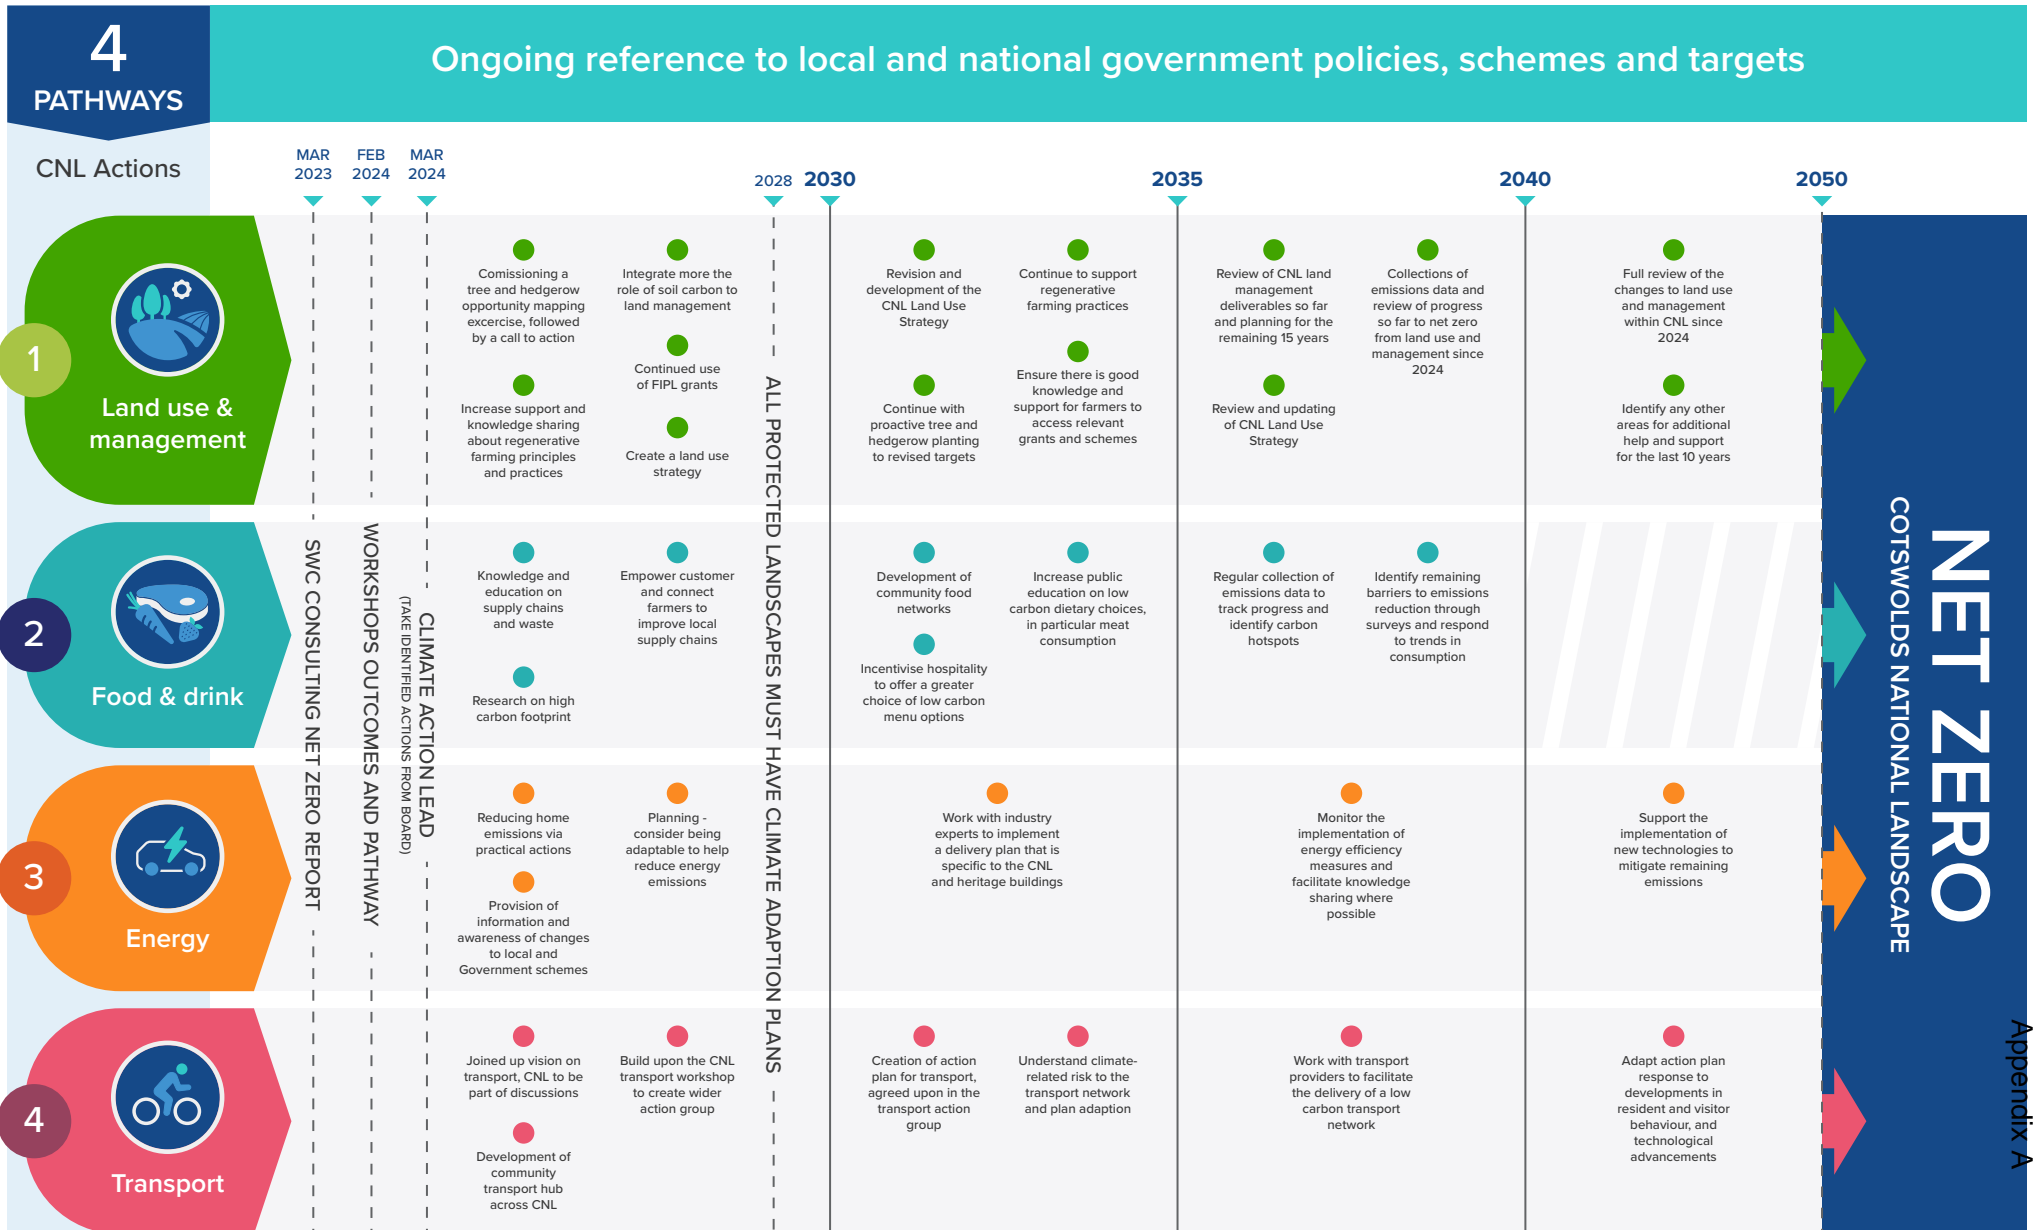 4
PATHWAYS
Ongoing reference to local and national government policies, schemes and targets
CNL Actions
MAR
2023
FEB
2024
MAR
2024
2028
2030
2035
2040
2050
SWC CONSULTING NET ZERO REPORT
WORKSHOPS OUTCOMES AND PATHWAY
CLIMATE ACTION LEAD
(TAKE IDENTIFIED ACTIONS FROM BOARD)
ALL PROTECTED LANDSCAPES MUST HAVE CLIMATE ADAPTION PLANS
1
Land use &
management
Comissioning a
tree and hedgerow
opportunity mapping
excercise, followed
by a call to action
Increase support and
knowledge sharing
about regenerative
farming principles
and practices
Integrate more the
role of soil carbon to
land management
Continued use
of FIPL grants
Create a land use
strategy
Revision and
development of the
CNL Land Use
Strategy
Continue with
proactive tree and
hedgerow planting
to revised targets
Continue to support
regenerative
farming practices
Ensure there is good
knowledge and
support for farmers to
access relevant
grants and schemes
Review of CNL land
management
deliverables so far
and planning for the
remaining 15 years
Review and updating
of CNL Land Use
Strategy
Collections of
emissions data and
review of progress
so far to net zero
from land use and
management since
2024
Full review of the
changes to land use
and management
within CNL since
2024
Identify any other
areas for additional
help and support
for the last 10 years
2
Food & drink
Knowledge and
education on
supply chains
and waste
Research on high
carbon footprint
Empower customer
and connect
farmers to
improve local
supply chains
Development of
community food
networks
Incentivise hospitality
to offer a greater
choice of low carbon
menu options
Increase public
education on low
carbon dietary choices,
in particular meat
consumption
Regular collection of
emissions data to
track progress and
identify carbon
hotspots
Identify remaining
barriers to emissions
reduction through
surveys and respond
to trends in
consumption
3
Energy
Reducing home
emissions via
practical actions
Provision of
information and
awareness of changes
to local and
Government schemes
Planning -
consider being
adaptable to help
reduce energy
emissions
Work with industry
experts to implement
a delivery plan that is
specific to the CNL
and heritage buildings
Monitor the
implementation of
energy efficiency
measures and
facilitate knowledge
sharing where
possible
Support the
implementation of
new technologies to
mitigate remaining
emissions
4
Transport
Joined up vision on
transport, CNL to be
part of discussions
Development of
community
transport hub
across CNL
Build upon the CNL
transport workshop
to create wider
action group
Creation of action
plan for transport,
agreed upon in the
transport action
group
Understand climate-
related risk to the
transport network
and plan adaption
Work with transport
providers to facilitate
the delivery of a low
carbon transport
network
Adapt action plan
response to
developments in
resident and visitor
behaviour, and
technological
advancements
NET ZERO
COTSWOLDS NATIONAL LANDSCAPE
Appendix A